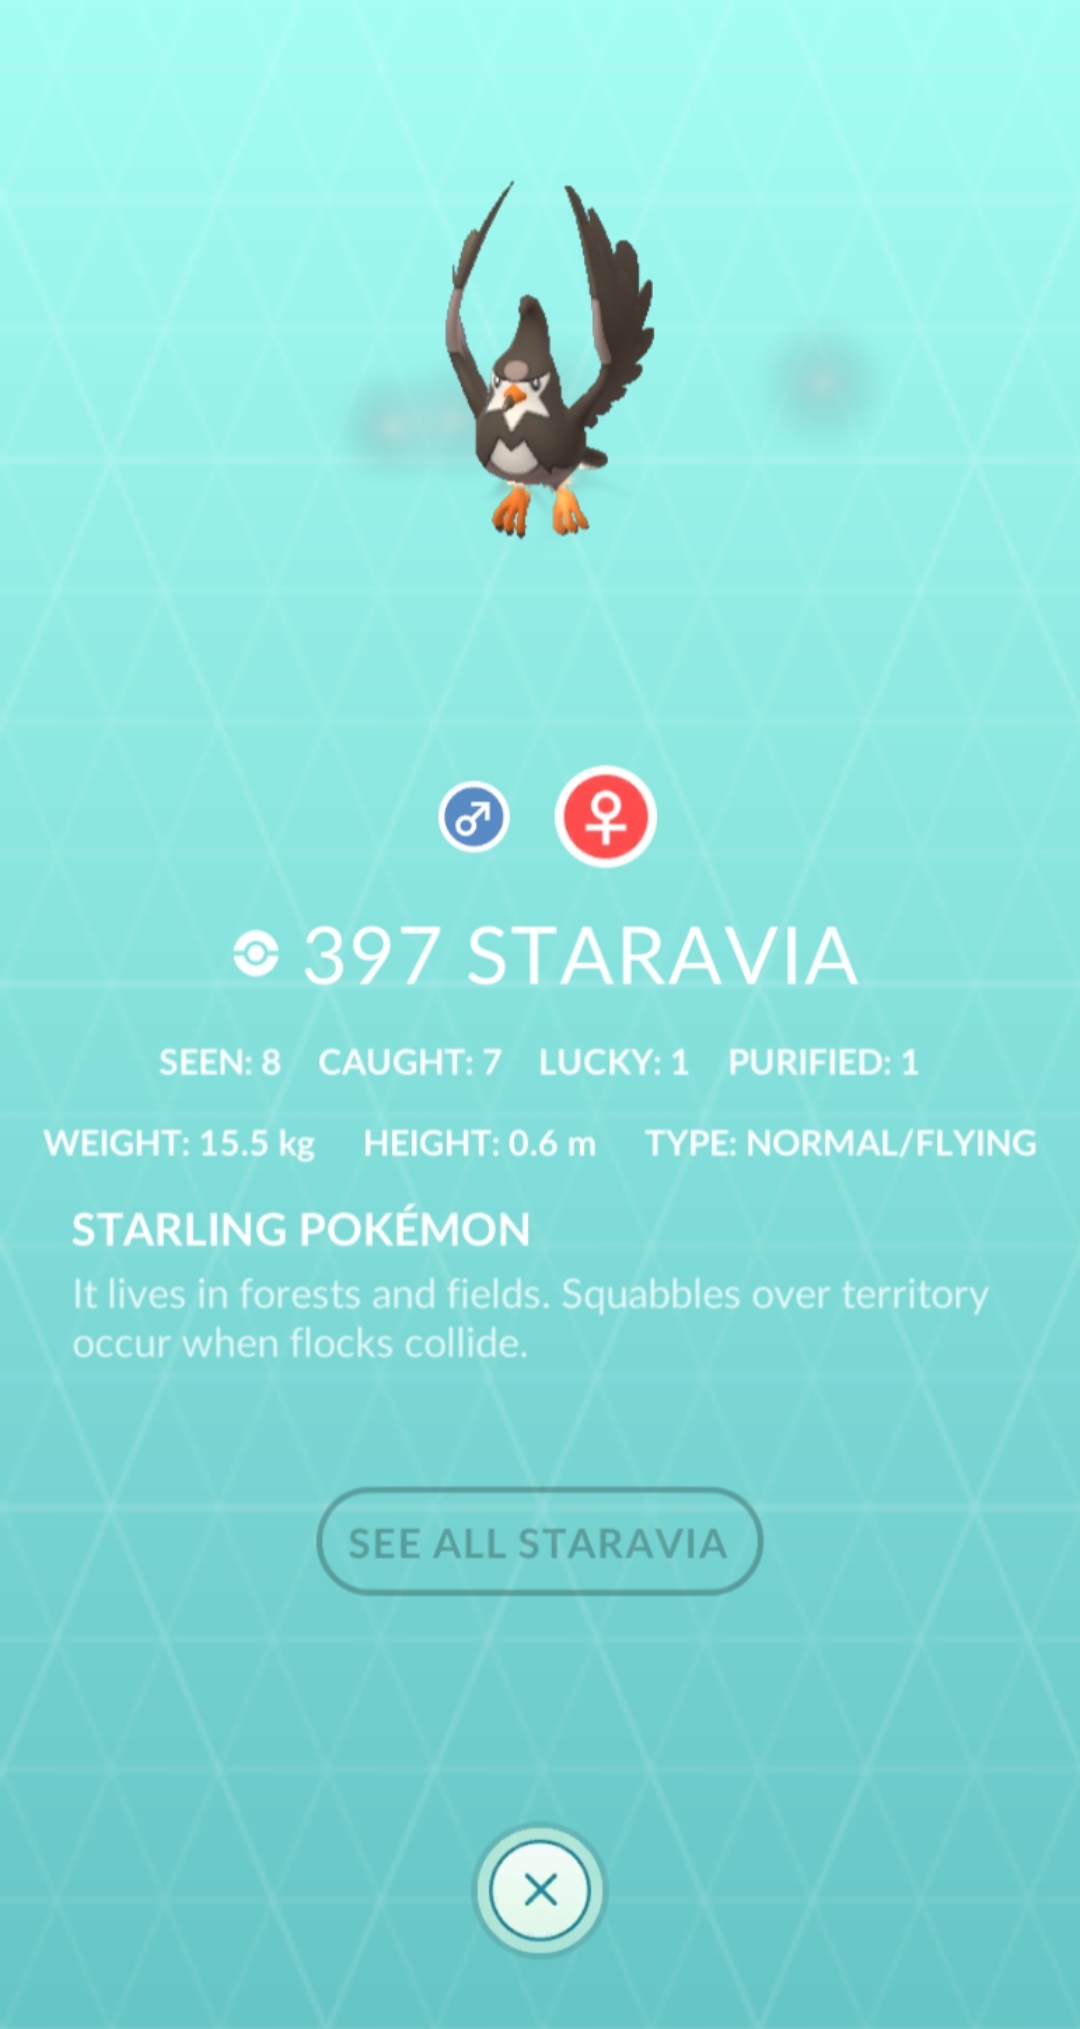 397 STARAVIA
SEEN: 8 CAUGHT: 7 LUCKY: 1 PURIFIED: 1
WEIGHT: 15.5 kg HEIGHT: 0.6 m TYPE: NORMAL/FLYING
STARLING POKÉMON
It lives in forests and fields. Squabbles over territory
occur when flocks collide.
SEE ALL STARAVIA